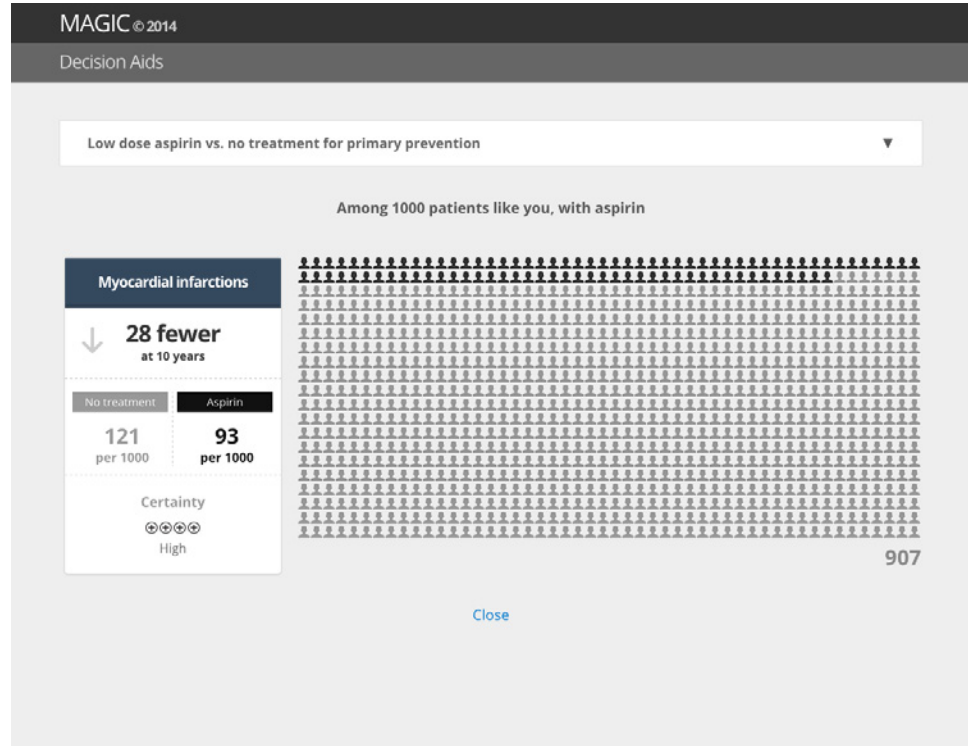 MAGIC © 2014
Decision Aids
Low dose aspirin vs. no treatment for primary prevention ▼
Among 1000 patients like you, with aspirin
Myocardial infarctions
28 fewer
at 10 years
No treatment Aspirin
121 93
per 1000 per 1000
Certainty
High
907
Close